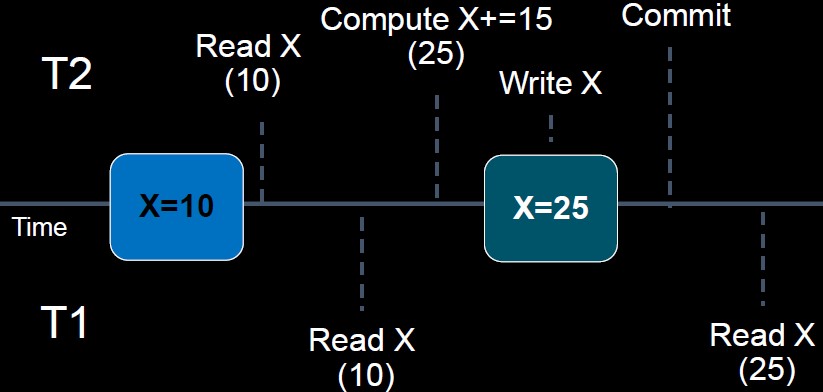 Compute X+=15
(25)
Commit
Read X
(10)
T2
Write X
X=10
X=25
Time
T1
Read X
(10)
Read X
(25)